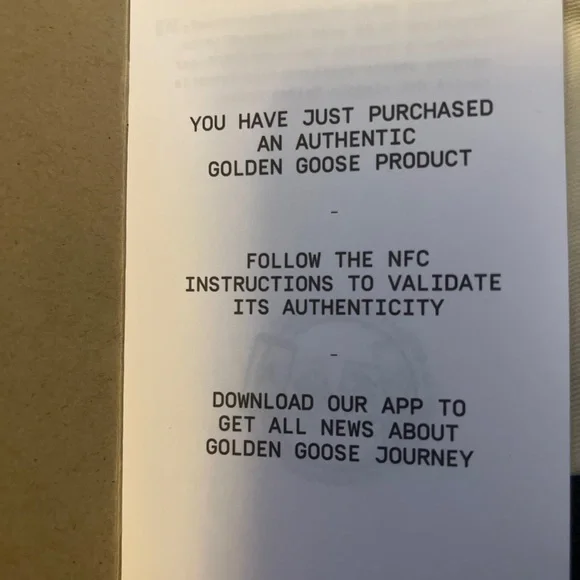 YOU HAVE JUST PURCHASED
AN AUTHENTIC
GOLDEN GOOSE PRODUCT
-
FOLLOW THE NFC
INSTRUCTIONS TO VALIDATE
ITS AUTHENTICITY
-
DOWNLOAD OUR APP TO
GET ALL NEWS ABOUT
GOLDEN GOOSE JOURNEY